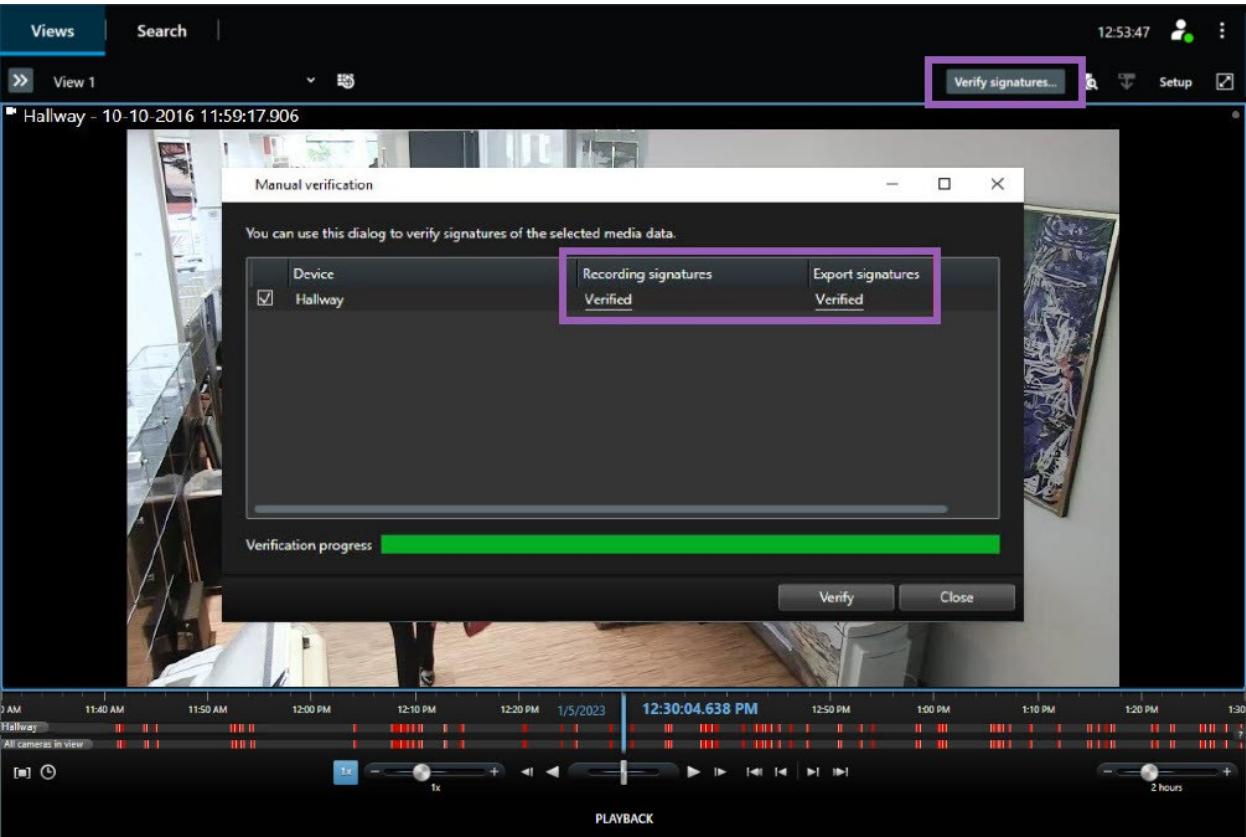 Views Search 12:53:47
View 1 Verify signatures... Setup
Hallway - 10-10-2016 11:59:17.906
Manual verification
You can use this dialog to verify signatures of the selected media data.
Device Recording signatures Export signatures
Hallway Verified Verified
Verification progress
Verify Close
AM 11:40 AM 11:50 AM 12:00 PM 12:10 PM 12:20 PM 1/5/2023 12:30:04.638 PM 12:50 PM 1:00 PM 1:10 PM 1:20 PM 1:30
Hallway
All cameras in view ?
1x
1x 2 hours
PLAYBACK